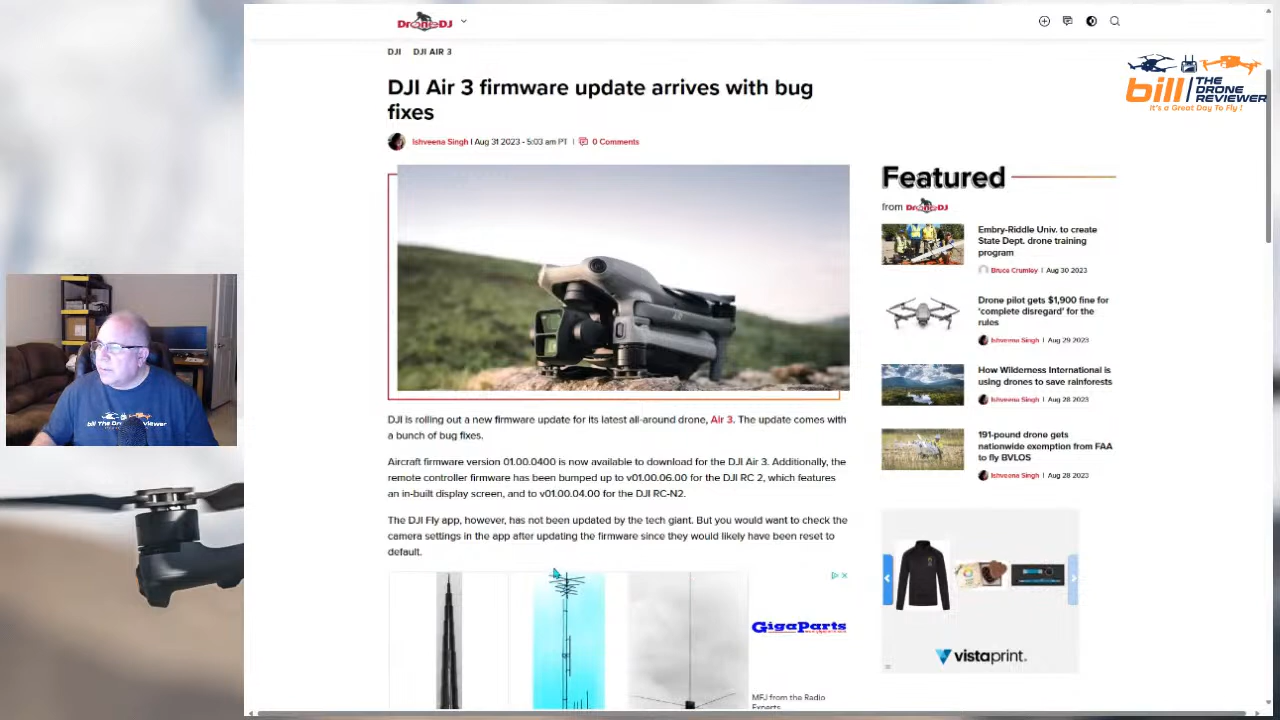 DroneDJ
DJI DJI AIR 3
DJI Air 3 firmware update arrives with bug
fixes
Ishveena Singh | Aug 31 2023 - 5:03 am PT | 0 Comments
DJI is rolling out a new firmware update for its latest all-around drone, Air 3. The update comes with
a bunch of bug fixes.
Aircraft firmware version 01.00.0400 is now available to download for the DJI Air 3. Additionally, the
remote controller firmware has been bumped up to v01.00.06.00 for the DJI RC 2, which features
an in-built display screen, and to v01.00.04.00 for the DJI RC-N2.
The DJI Fly app, however, has not been updated by the tech giant. But you would want to check the
camera settings in the app after updating the firmware since they would likely have been reset to
default.
GigaParts
MFJ from the Radio
Experts
Featured
from DroneDJ
Embry-Riddle Univ. to create
State Dept. drone training
program
Bruce Crumley | Aug 30 2023
Drone pilot gets $1,900 fine for
'complete disregard' for the
rules
Ishveena Singh | Aug 29 2023
How Wilderness International is
using drones to save rainforests
Ishveena Singh | Aug 28 2023
191-pound drone gets
nationwide exemption from FAA
to fly BVLOS
Ishveena Singh | Aug 28 2023
vistaprint.
bill THE
DRONE
REVIEWER
It's a Great Day To Fly !
bill The Drone Reviewer